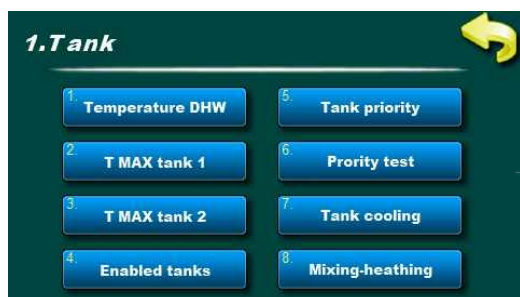 1.Tank
1. Temperature DHW
2. T MAX tank 1
3. T MAX tank 2
4. Enabled tanks
5. Tank priority
6. Prority test
7. Tank cooling
8. Mixing-heathing